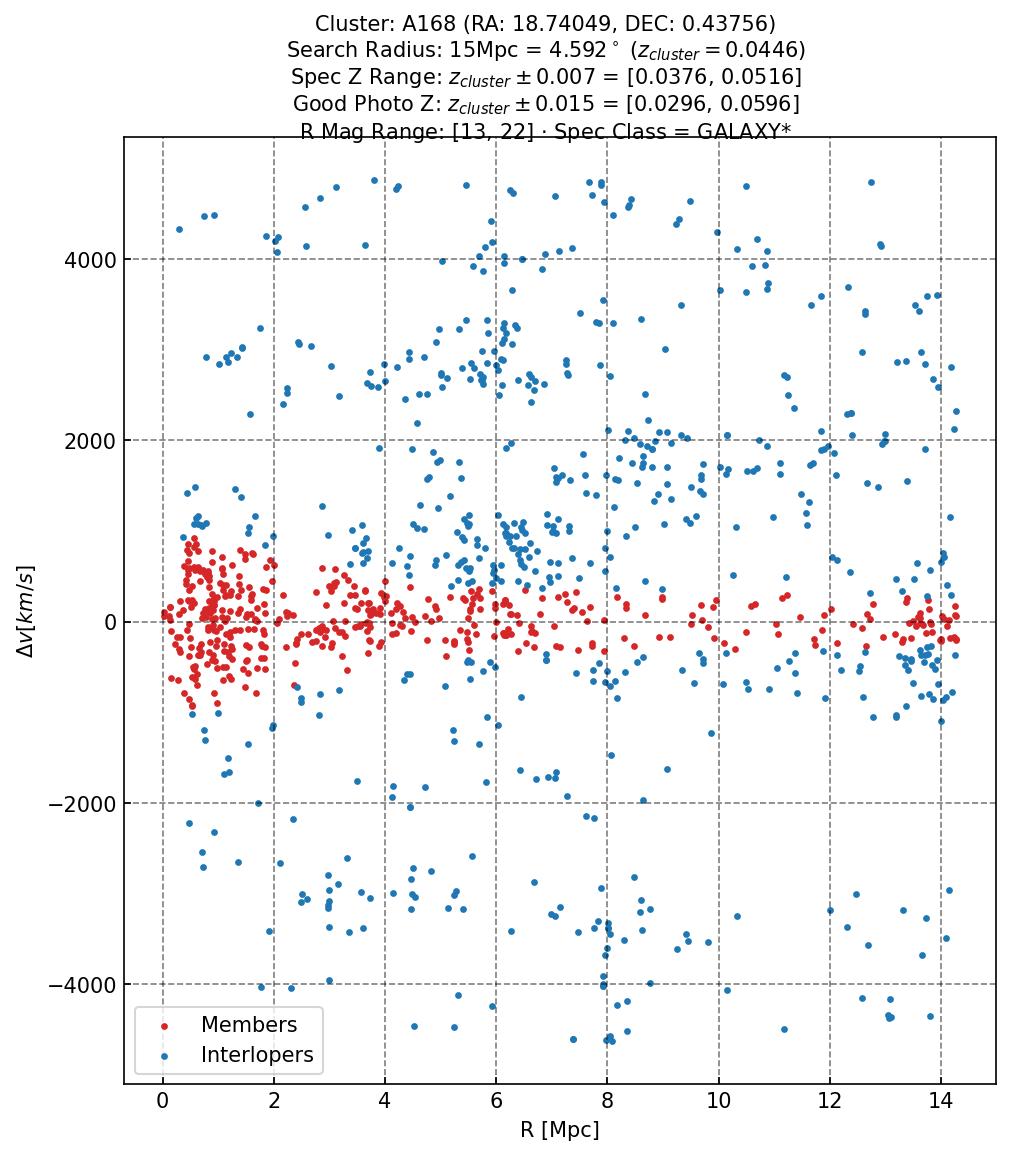 Cluster: A168 (RA: 18.74049, DEC: 0.43756)
Search Radius: 15Mpc = 4.592° (z_cluster = 0.0446)
Spec Z Range: z_cluster ± 0.007 = [0.0376, 0.0516]
Good Photo Z: z_cluster ± 0.015 = [0.0296, 0.0596]
R Mag Range: [13, 22] · Spec Class = GALAXY*
4000
2000
0
−2000
−4000
Δv[km/s]
Members
Interlopers
0 2 4 6 8 10 12 14
R [Mpc]